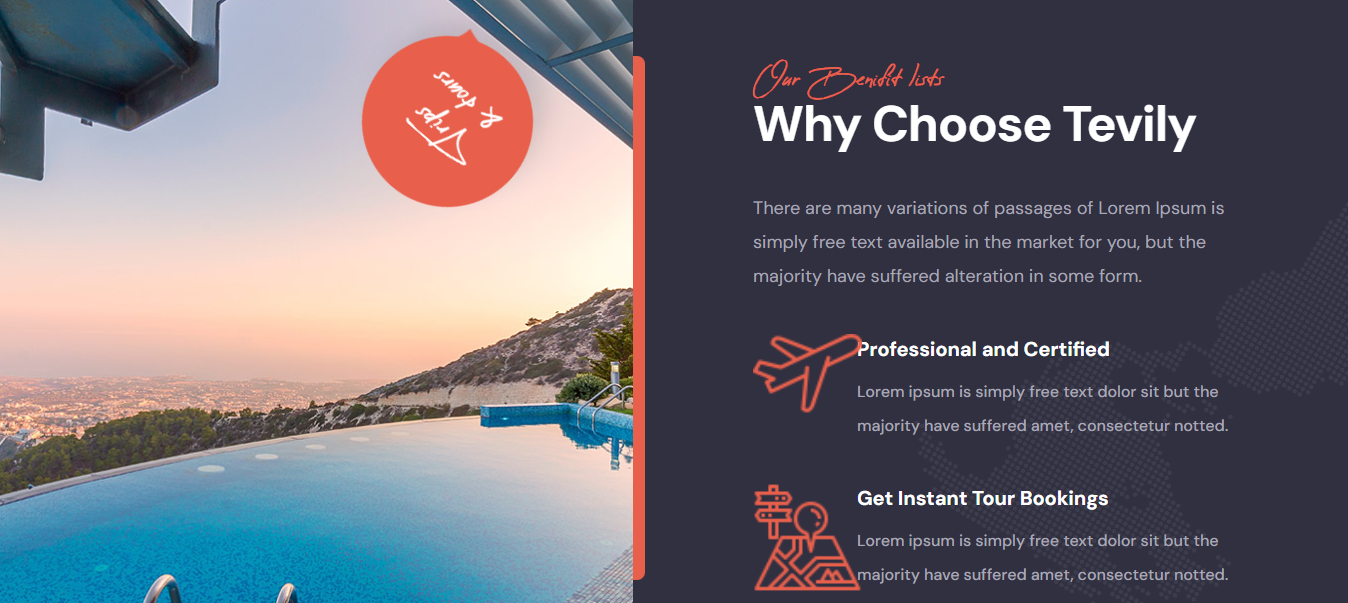 Trips
& tours
Our Benifit lists
Why Choose Tevily
There are many variations of passages of Lorem Ipsum is
simply free text available in the market for you, but the
majority have suffered alteration in some form.
Professional and Certified
Lorem ipsum is simply free text dolor sit but the
majority have suffered amet, consectetur notted.
Get Instant Tour Bookings
Lorem ipsum is simply free text dolor sit but the
majority have suffered amet, consectetur notted.